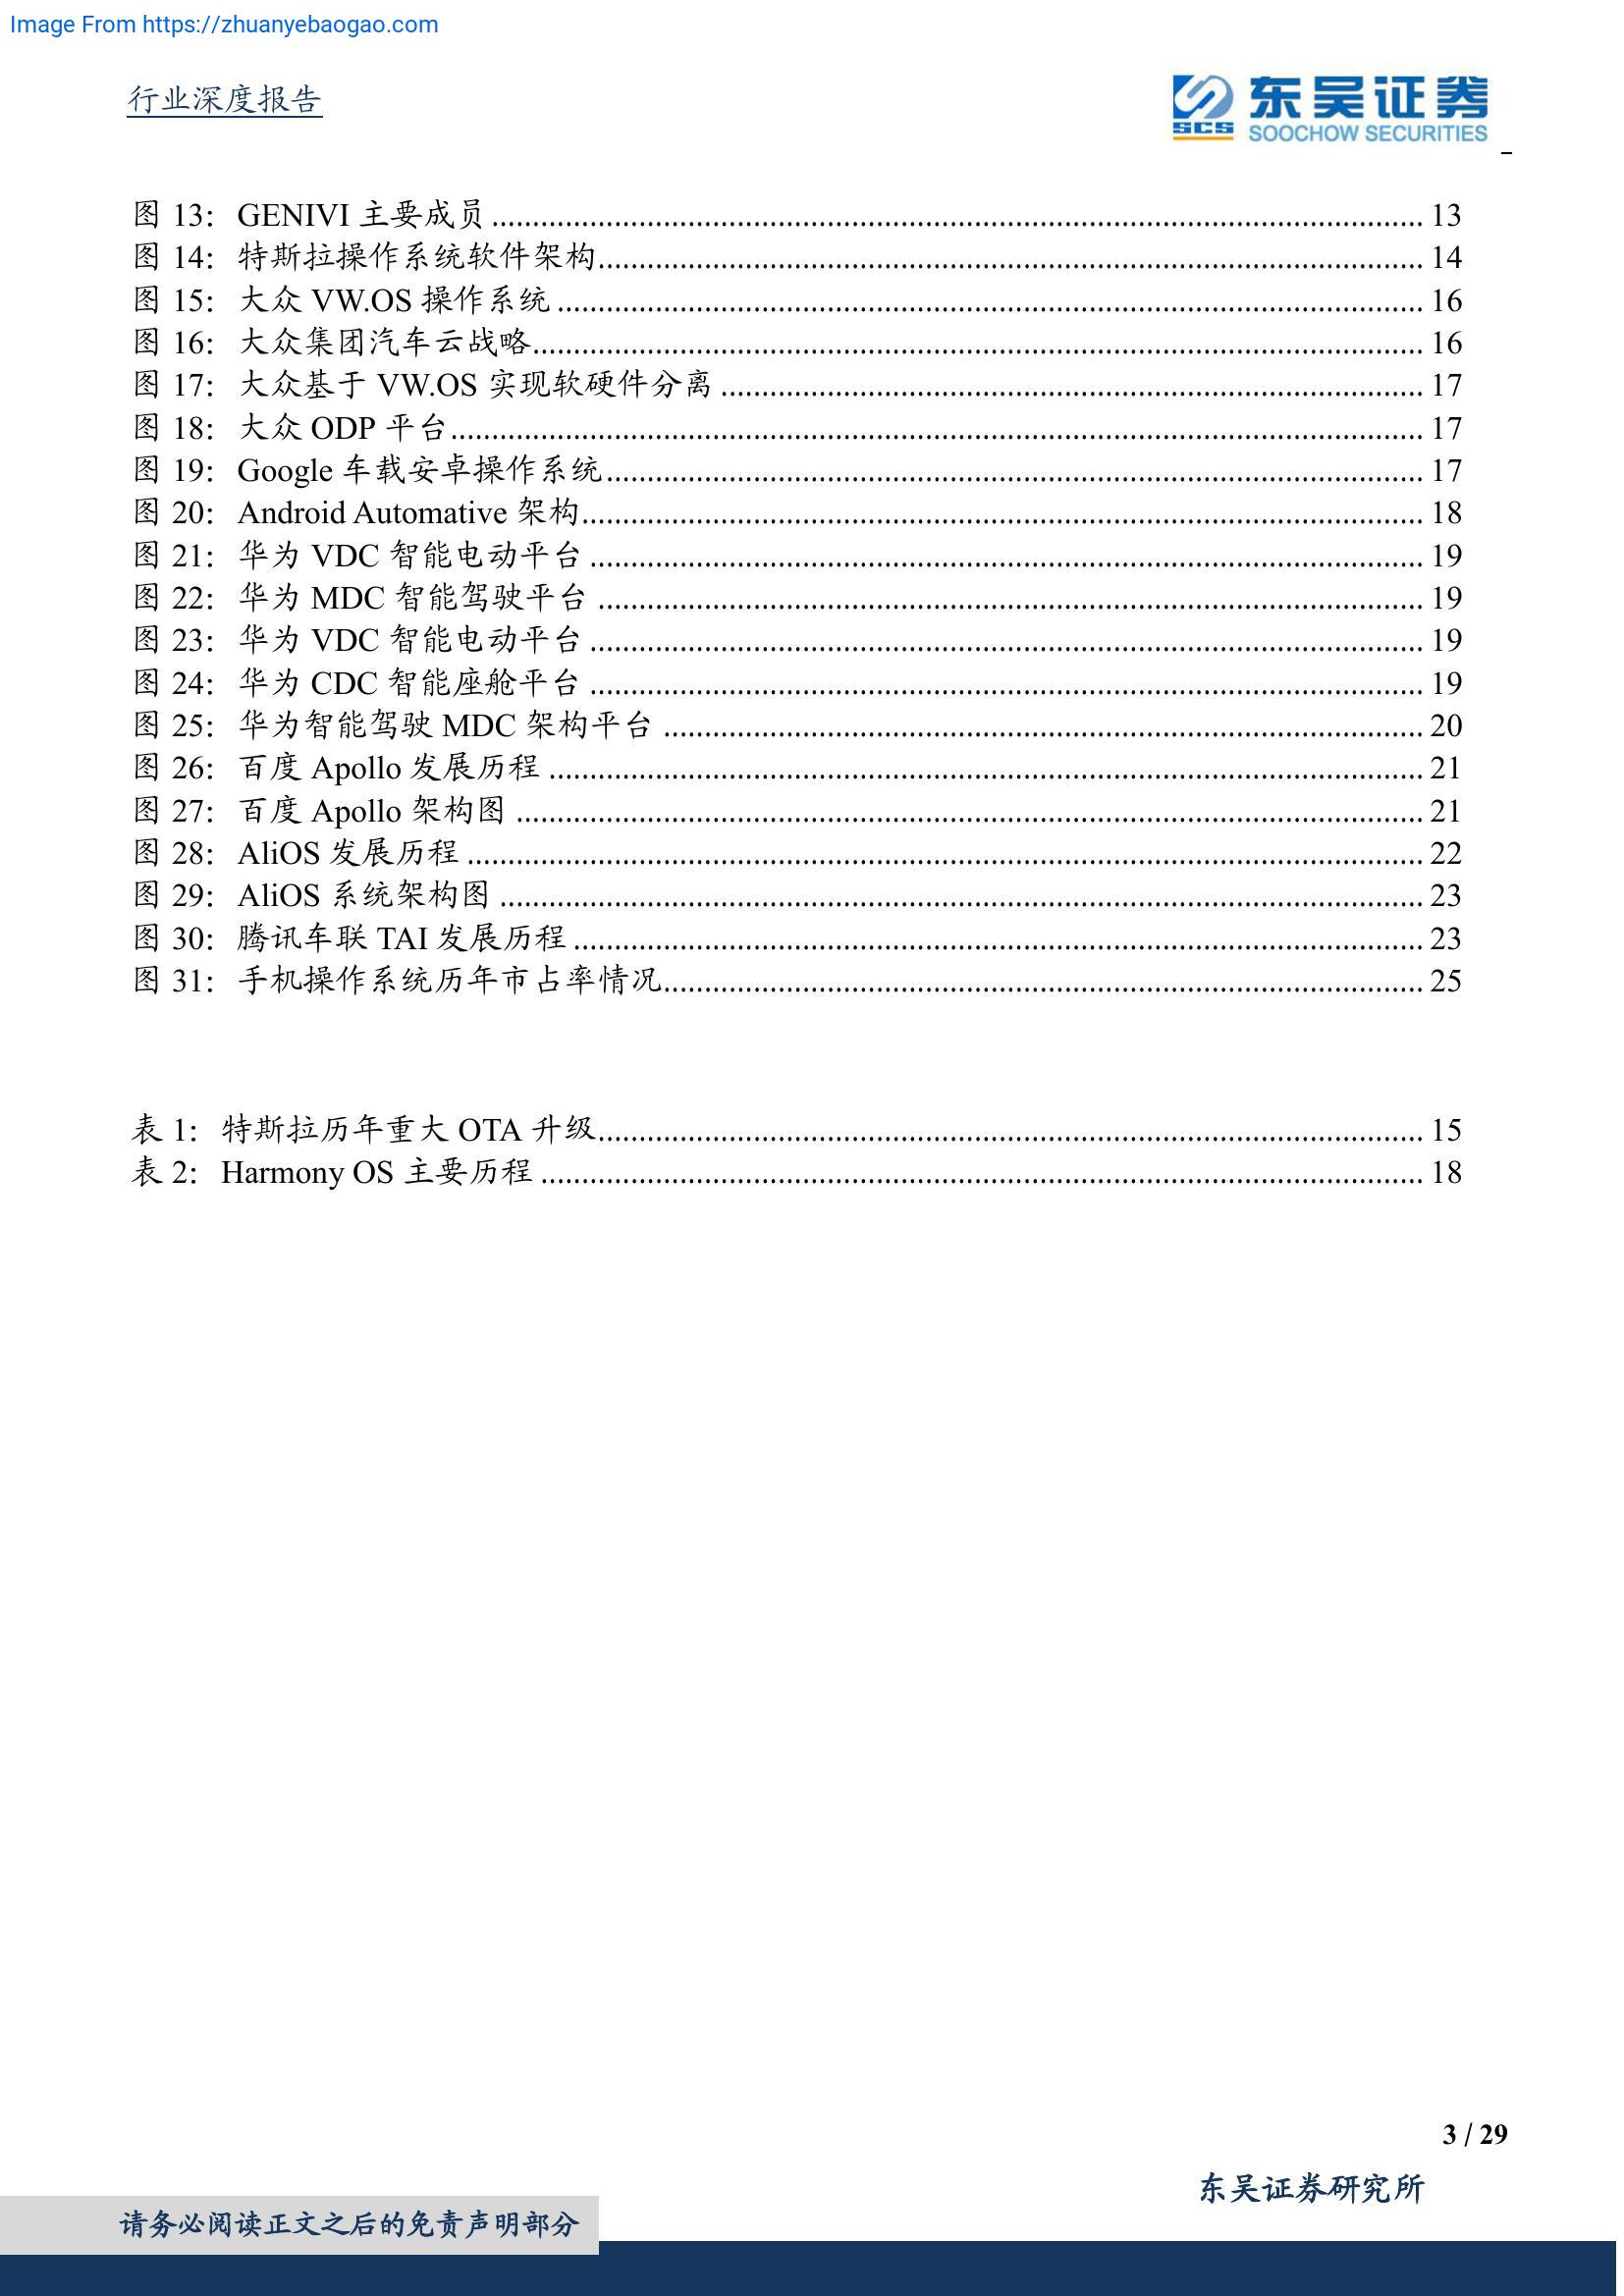 Image From https://zhuanyebaogao.com
行业深度报告
SCS 东吴证券
SOOCHOW SECURITIES
图 13: GENIVI 主要成员 13
图 14: 特斯拉操作系统软件架构 14
图 15: 大众 VW.OS 操作系统 16
图 16: 大众集团汽车云战略 16
图 17: 大众基于 VW.OS 实现软硬件分离 17
图 18: 大众 ODP 平台 17
图 19: Google 车载安卓操作系统 17
图 20: Android Automative 架构 18
图 21: 华为 VDC 智能电动平台 19
图 22: 华为 MDC 智能驾驶平台 19
图 23: 华为 VDC 智能电动平台 19
图 24: 华为 CDC 智能座舱平台 19
图 25: 华为智能驾驶 MDC 架构平台 20
图 26: 百度 Apollo 发展历程 21
图 27: 百度 Apollo 架构图 21
图 28: AliOS 发展历程 22
图 29: AliOS 系统架构图 23
图 30: 腾讯车联 TAI 发展历程 23
图 31: 手机操作系统历年市占率情况 25
表 1: 特斯拉历年重大 OTA 升级 15
表 2: Harmony OS 主要历程 18
3 / 29
东吴证券研究所
请务必阅读正文之后的免责声明部分